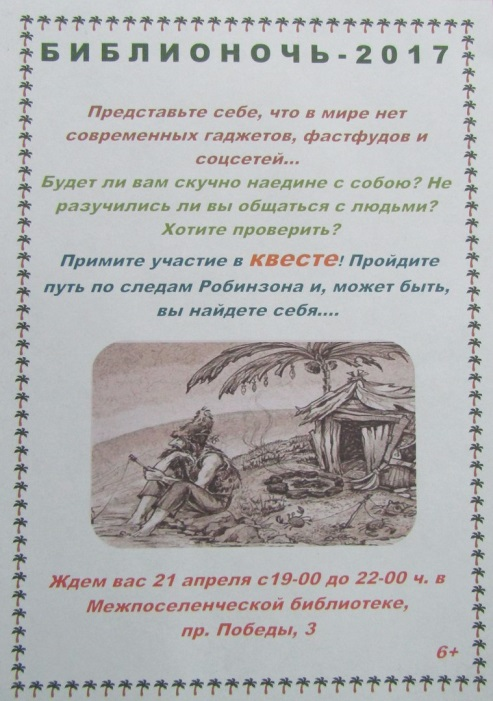 БИБЛИОНОЧЬ-2017
Представьте себе, что в мире нет
современных гаджетов, фастфудов и
соцсетей...
Будет ли вам скучно наедине с собою? Не
разучились ли вы общаться с людьми?
Хотите проверить?
Примите участие в квесте! Пройдите
путь по следам Робинзона и, может быть,
вы найдете себя....
Ждем вас 21 апреля с19-00 до 22-00 ч. в
Межпоселенческой библиотеке,
пр. Победы, 3
6+